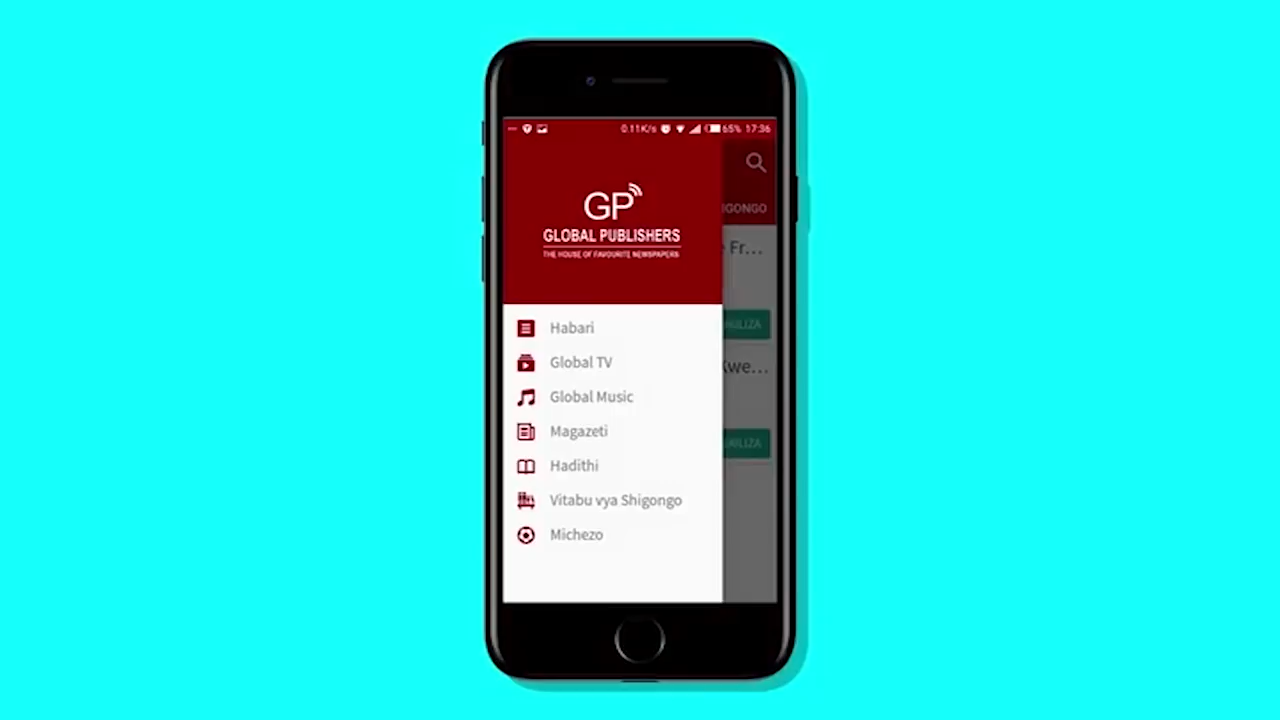 0.11K/s 65% 17:36
GP
GLOBAL PUBLISHERS
THE HOUSE OF FAVOURITE NEWSPAPERS
Habari
Global TV
Global Music
Magazeti
Hadithi
Vitabu vya Shigongo
Michezo